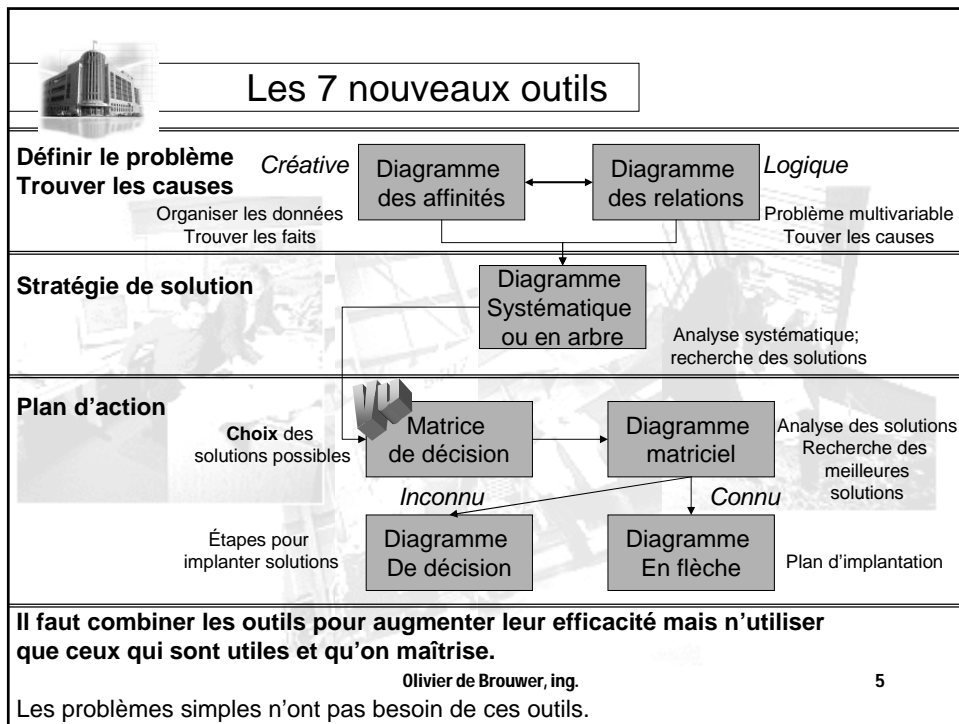 Les 7 nouveaux outils
Définir le problème
Trouver les causes
Créative
Diagramme
des affinités
Diagramme
des relations
Logique
Organiser les données
Trouver les faits
Problème multivariable
Touver les causes
Stratégie de solution
Diagramme
Systématique
ou en arbre
Analyse systématique;
recherche des solutions
Plan d'action
Choix des
solutions possibles
VU
Matrice
de décision
Diagramme
matriciel
Analyse des solutions
Recherche des
meilleures
solutions
Inconnu
Connu
Étapes pour
implanter solutions
Diagramme
De décision
Diagramme
En flèche
Plan d'implantation
Il faut combiner les outils pour augmenter leur efficacité mais n'utiliser
que ceux qui sont utiles et qu'on maîtrise.
Olivier de Brouwer, ing.
5
Les problèmes simples n'ont pas besoin de ces outils.